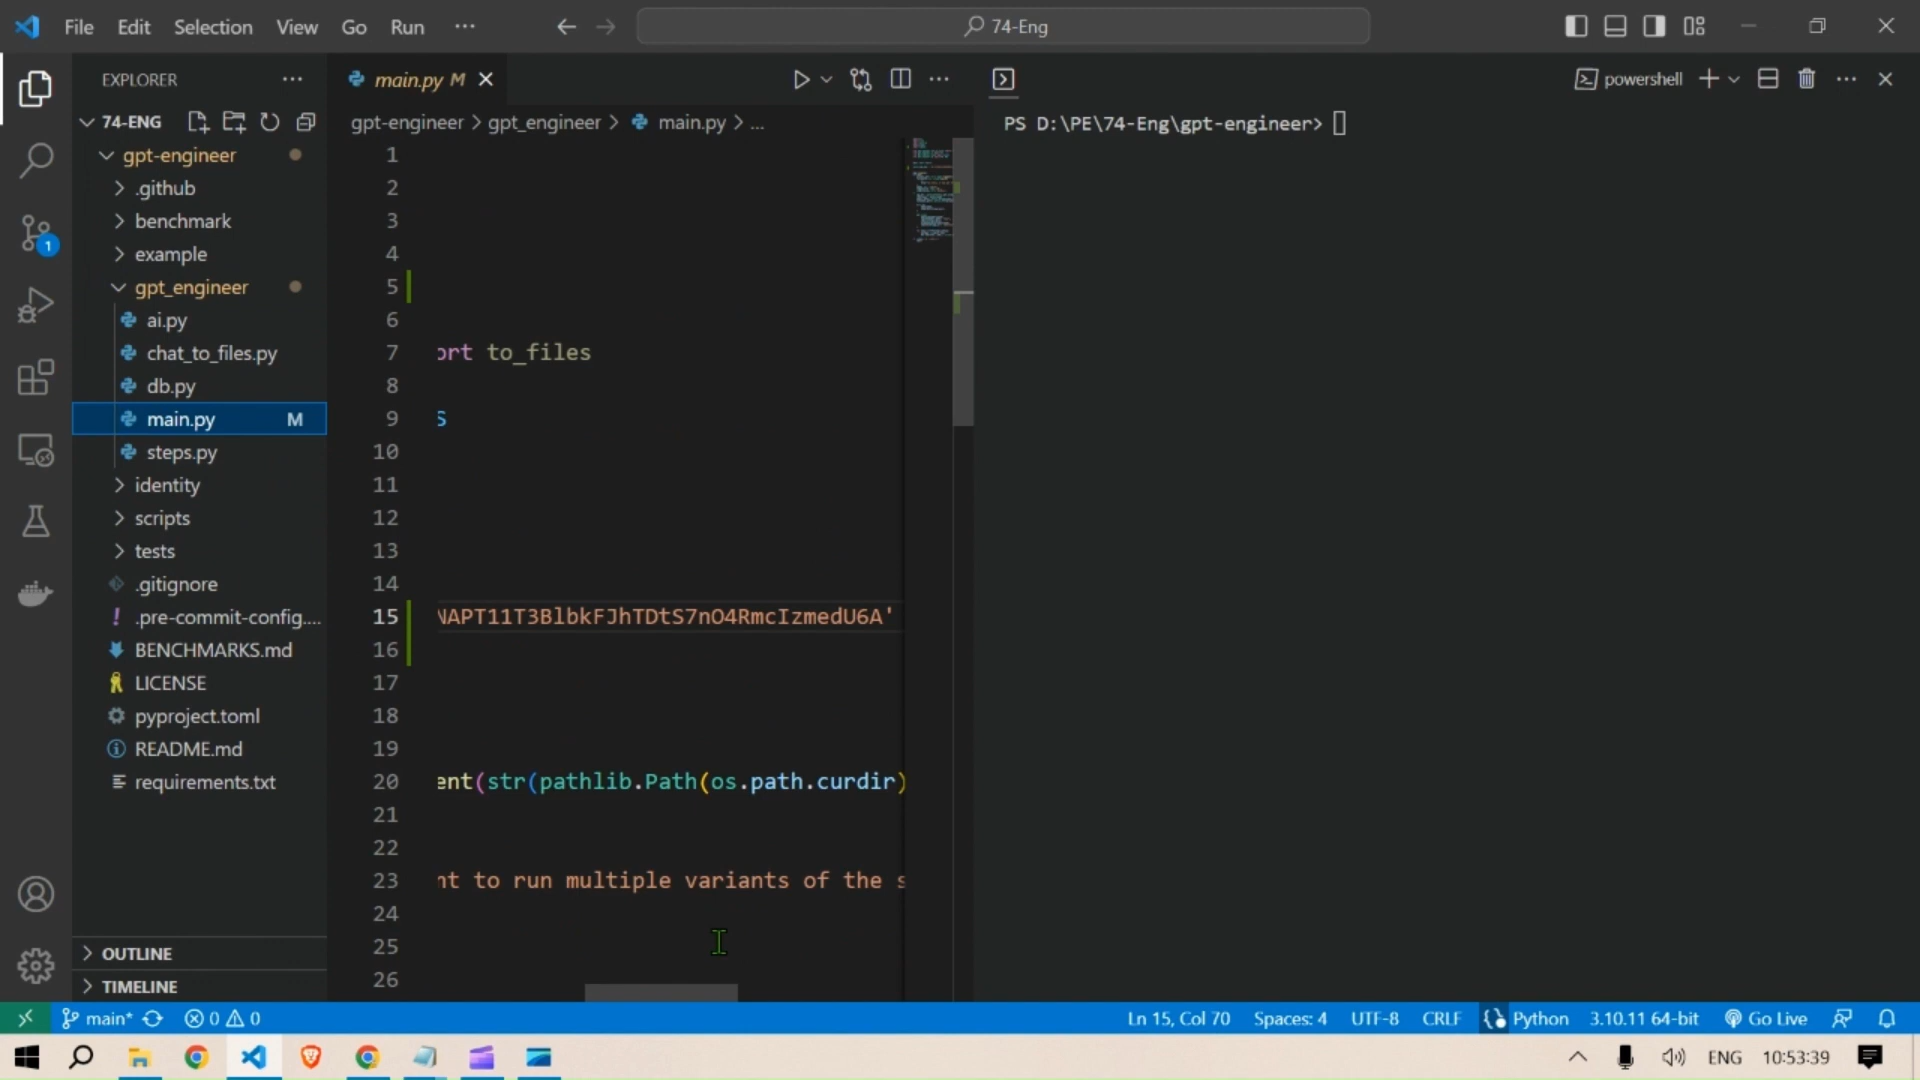 File Edit Selection View Go Run ··· 74-Eng
EXPLORER ···
74-ENG
gpt-engineer
.github
benchmark
example
gpt_engineer
ai.py
chat_to_files.py
db.py
main.py M
steps.py
identity
scripts
tests
.gitignore
.pre-commit-config....
BENCHMARKS.md
LICENSE
pyproject.toml
README.md
requirements.txt
OUTLINE
TIMELINE
1
main.py M
gpt-engineer > gpt_engineer > main.py > ...
1
2
3
4
5
6
7 ort to_files
8
9 S
10
11
12
13
14
15 NAPT11T3BlbkFJhTDtS7nO4RmcIzmedU6A'
16
17
18
19
20 ent(str(pathlib.Path(os.path.curdir)
21
22
23 nt to run multiple variants of the s
24
25
26
powershell
PS D:\PE\74-Eng\gpt-engineer>
main* 0 0 Ln 15, Col 70 Spaces: 4 UTF-8 CRLF Python 3.10.11 64-bit Go Live
ENG 10:53:39